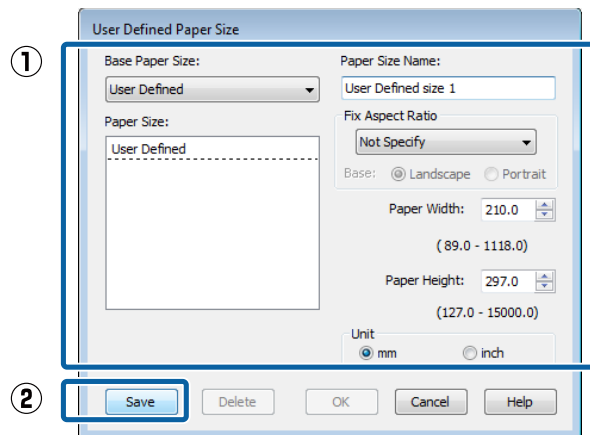 User Defined Paper Size
①
Base Paper Size:
User Defined
Paper Size:
User Defined
Paper Size Name:
User Defined size 1
Fix Aspect Ratio
Not Specify
Base: Landscape Portrait
Paper Width: 210.0
( 89.0 - 1118.0)
Paper Height: 297.0
(127.0 - 15000.0)
Unit
mm inch
②
Save Delete OK Cancel Help